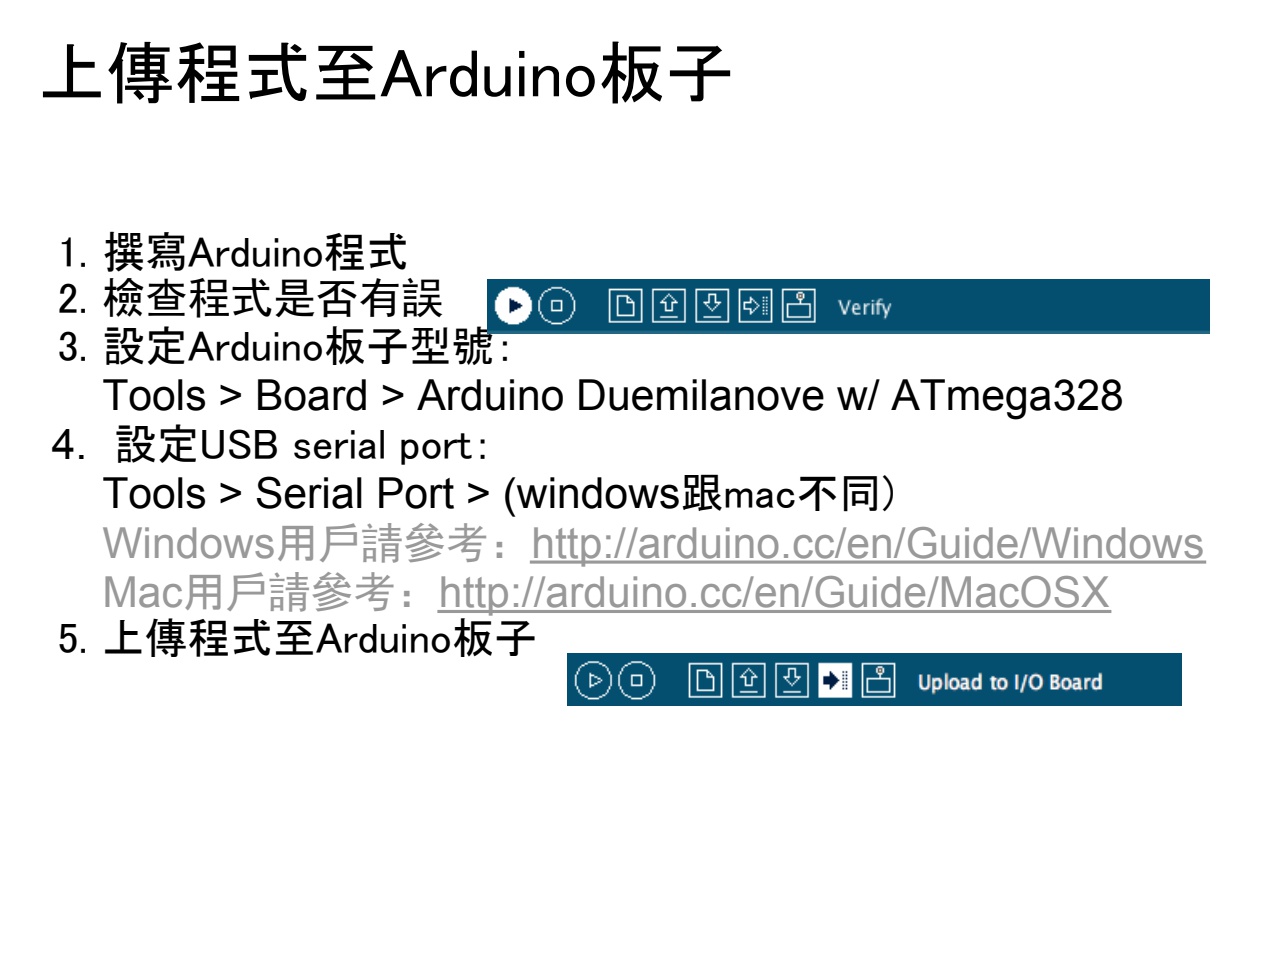 上傳程式至Arduino板子
1. 撰寫Arduino程式
2. 檢查程式是否有誤
Verify
3. 設定Arduino板子型號:
Tools > Board > Arduino Duemilanove w/ ATmega328
4. 設定USB serial port:
Tools > Serial Port > (windows跟mac不同)
Windows用戶請參考：http://arduino.cc/en/Guide/Windows
Mac用戶請參考：http://arduino.cc/en/Guide/MacOSX
5. 上傳程式至Arduino板子
Upload to I/O Board